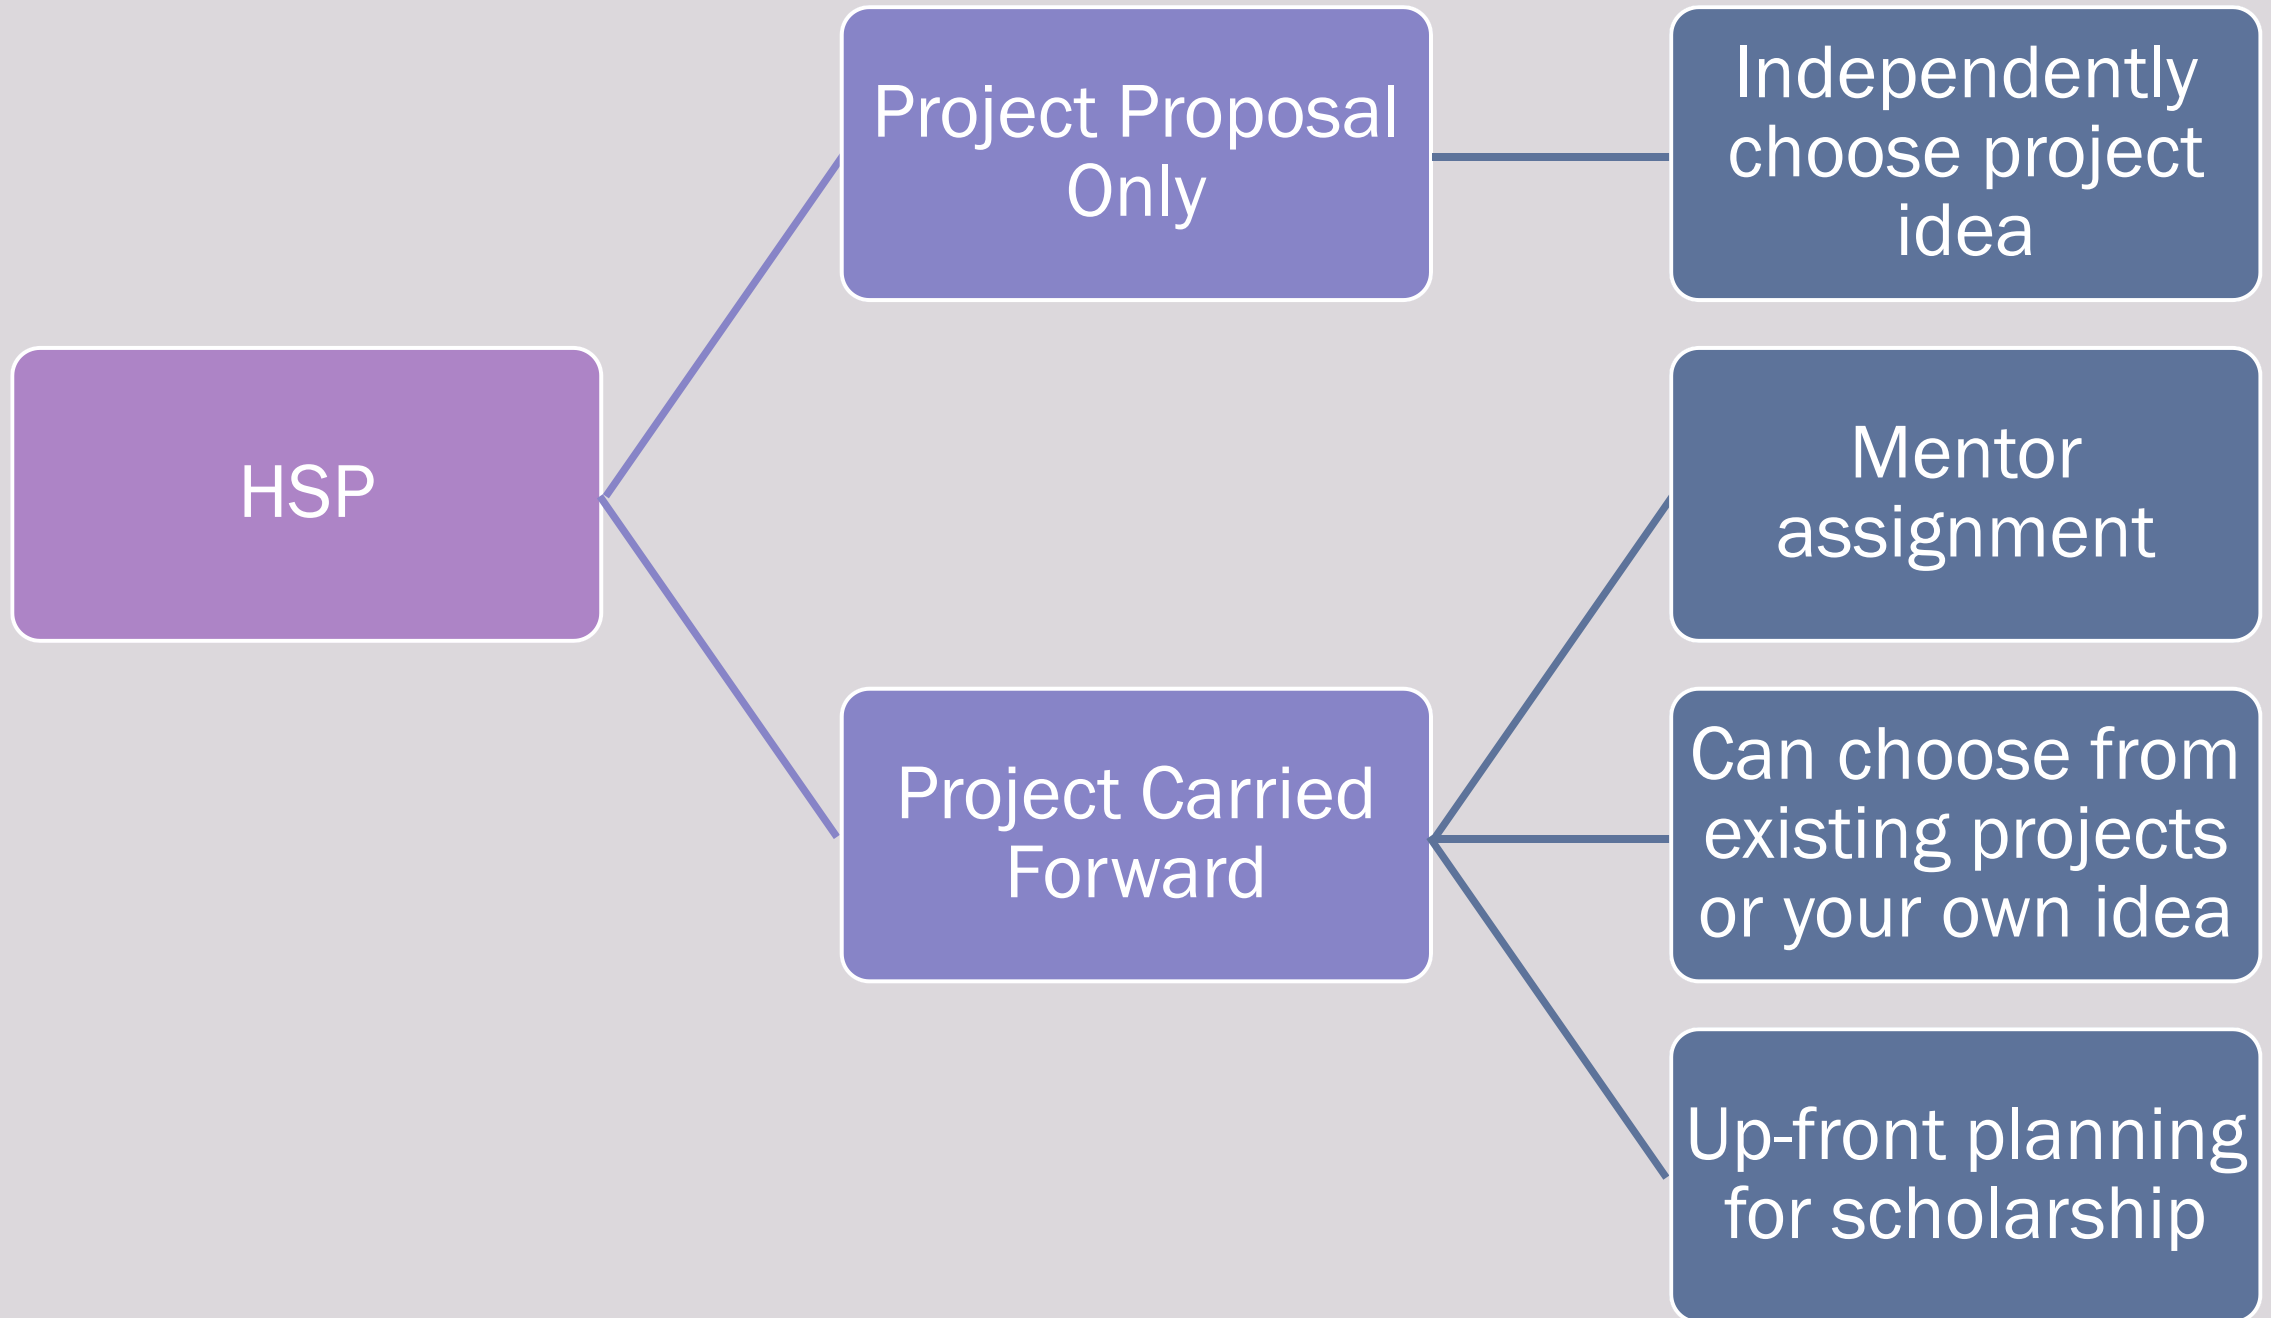 HSP
Project Proposal
Only
Independently
choose project
idea
Project Carried
Forward
Mentor
assignment
Can choose from
existing projects
or your own idea
Up-front planning
for scholarship